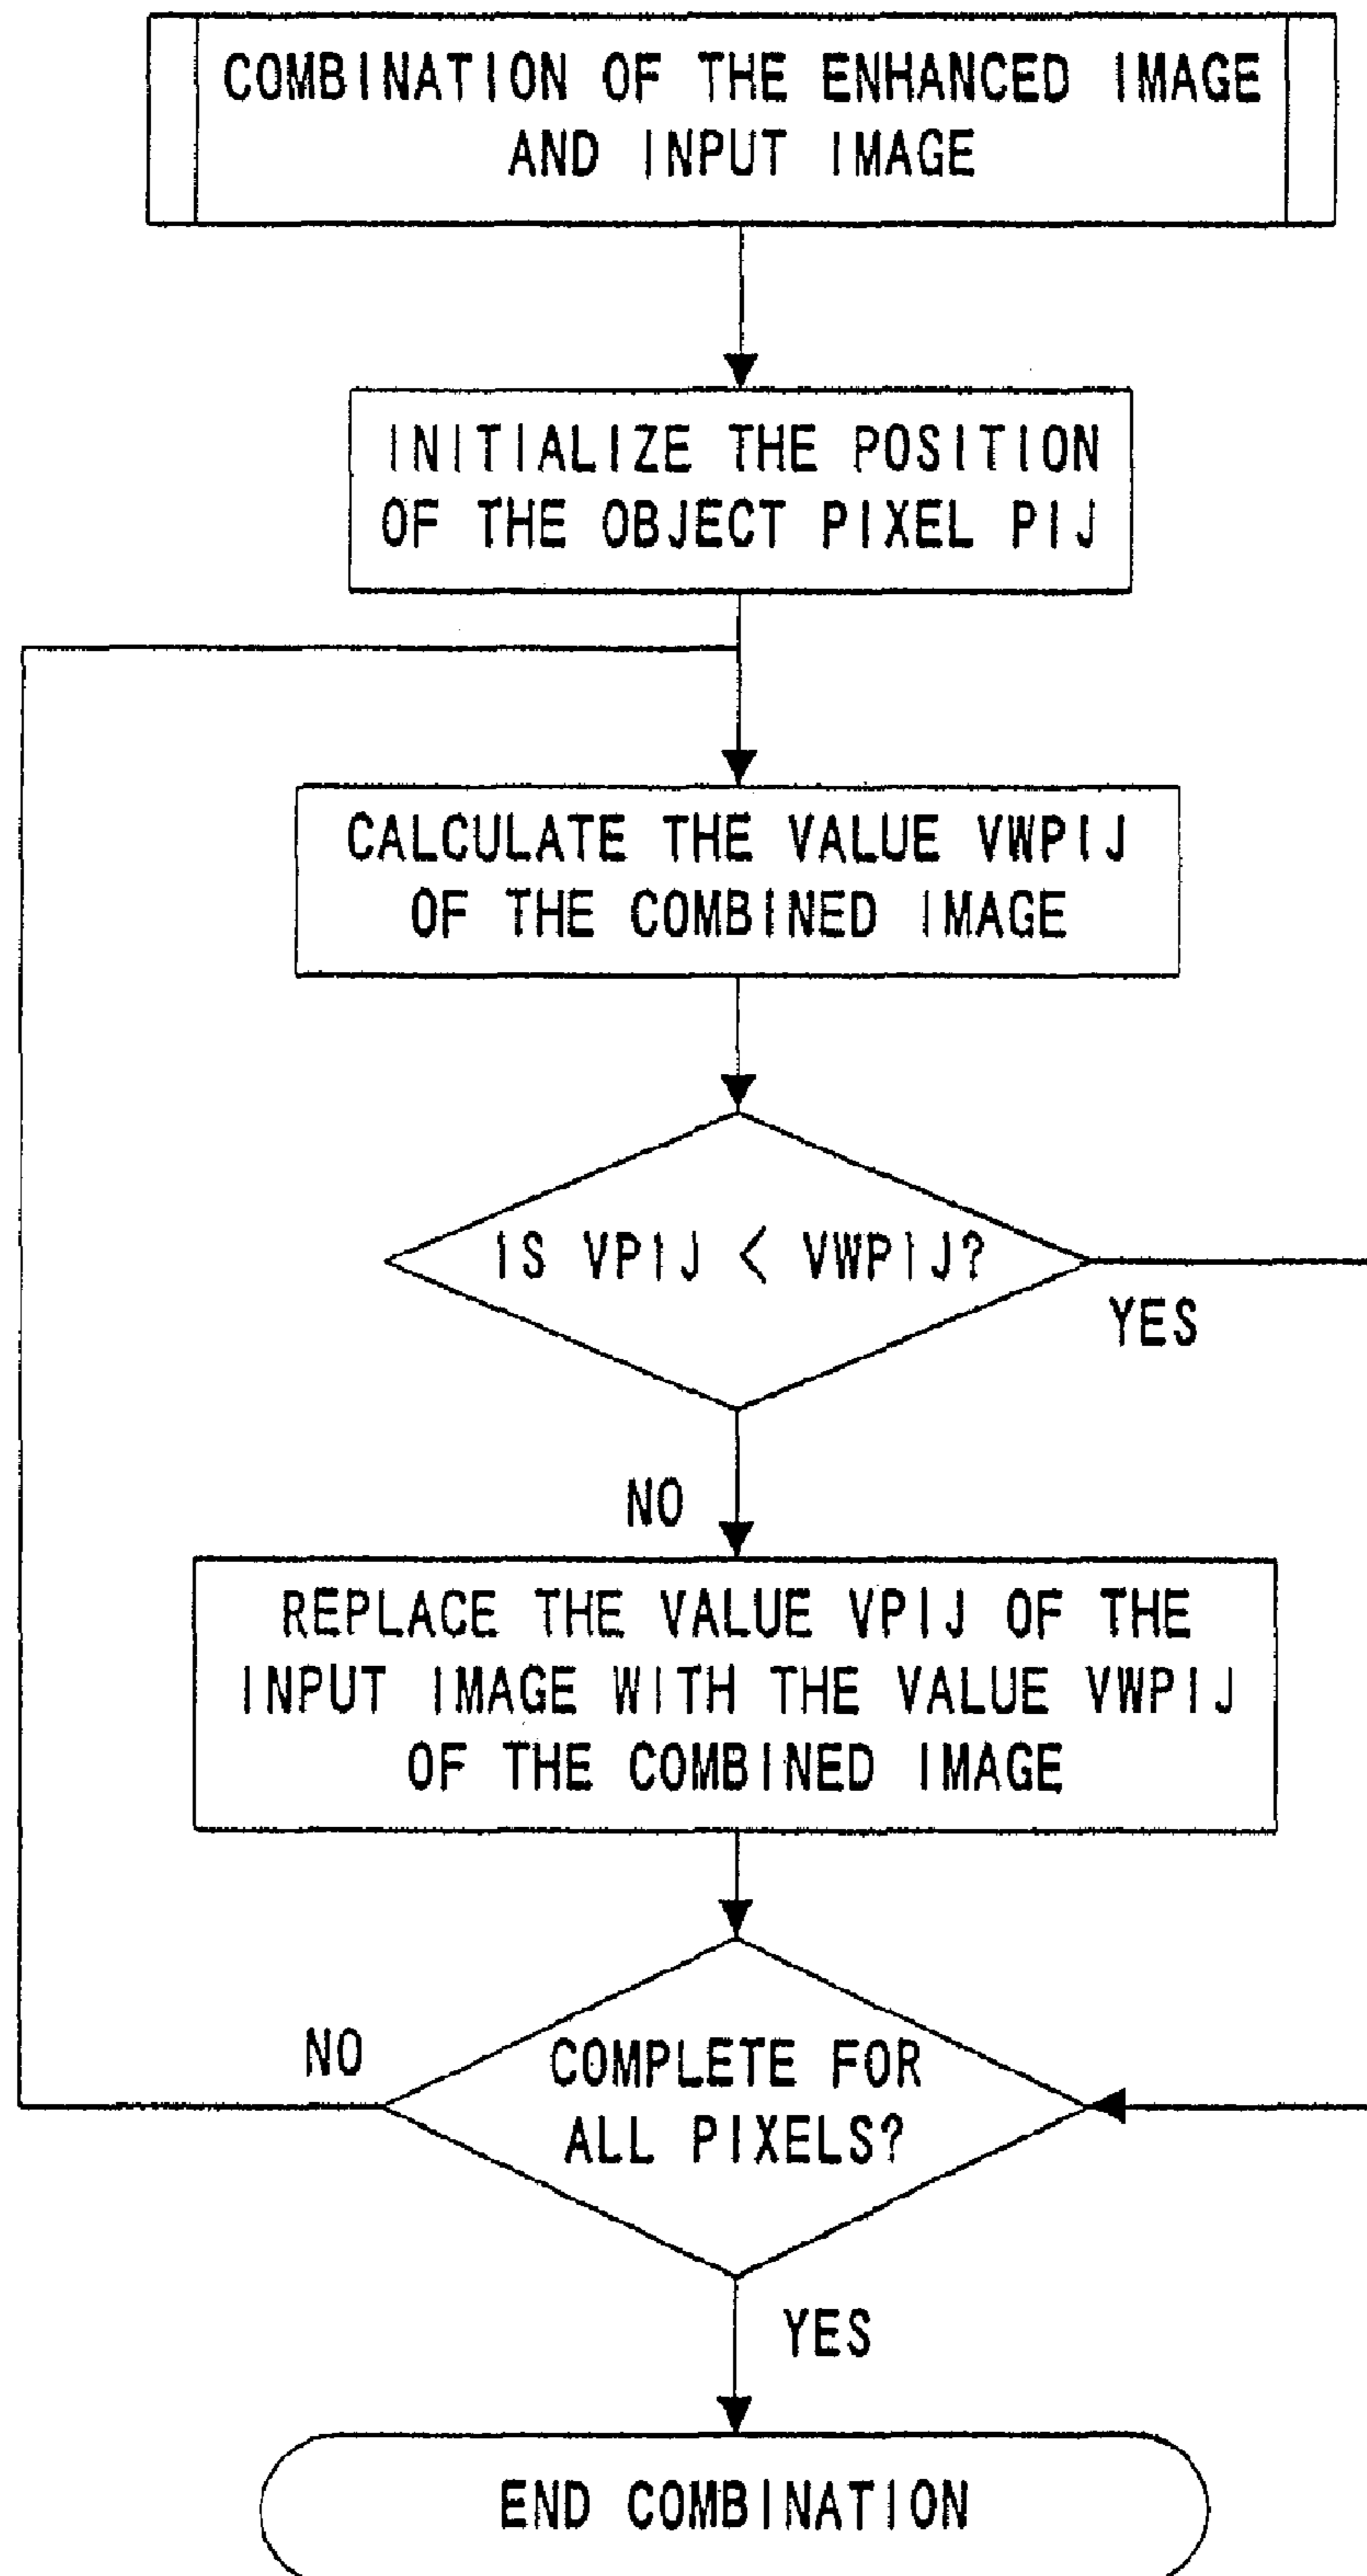 COMBINATION OF THE ENHANCED IMAGE
AND INPUT IMAGE
INITIALIZE THE POSITION
OF THE OBJECT PIXEL PIJ
CALCULATE THE VALUE VWPIJ
OF THE COMBINED IMAGE
IS VPIJ < VWPIJ?
YES
NO
REPLACE THE VALUE VPIJ OF THE
INPUT IMAGE WITH THE VALUE VWPIJ
OF THE COMBINED IMAGE
NO
COMPLETE FOR
ALL PIXELS?
YES
END COMBINATION